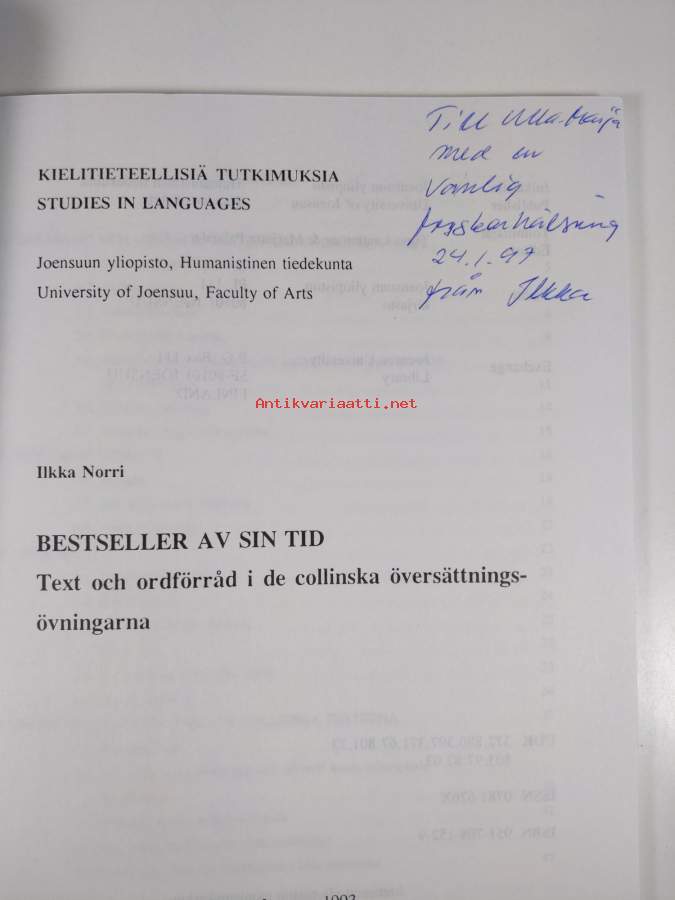 Till Ulla-Maija
med en
vänlig
forskarhälsning
24.1.97
från Ilkka
KIELITIETEELLISIÄ TUTKIMUKSIA
STUDIES IN LANGUAGES
Joensuun yliopisto, Humanistinen tiedekunta
University of Joensuu, Faculty of Arts
Antikvariaatti.net
Ilkka Norri
BESTSELLER AV SIN TID
Text och ordförråd i de collinska översättnings-
övningarna